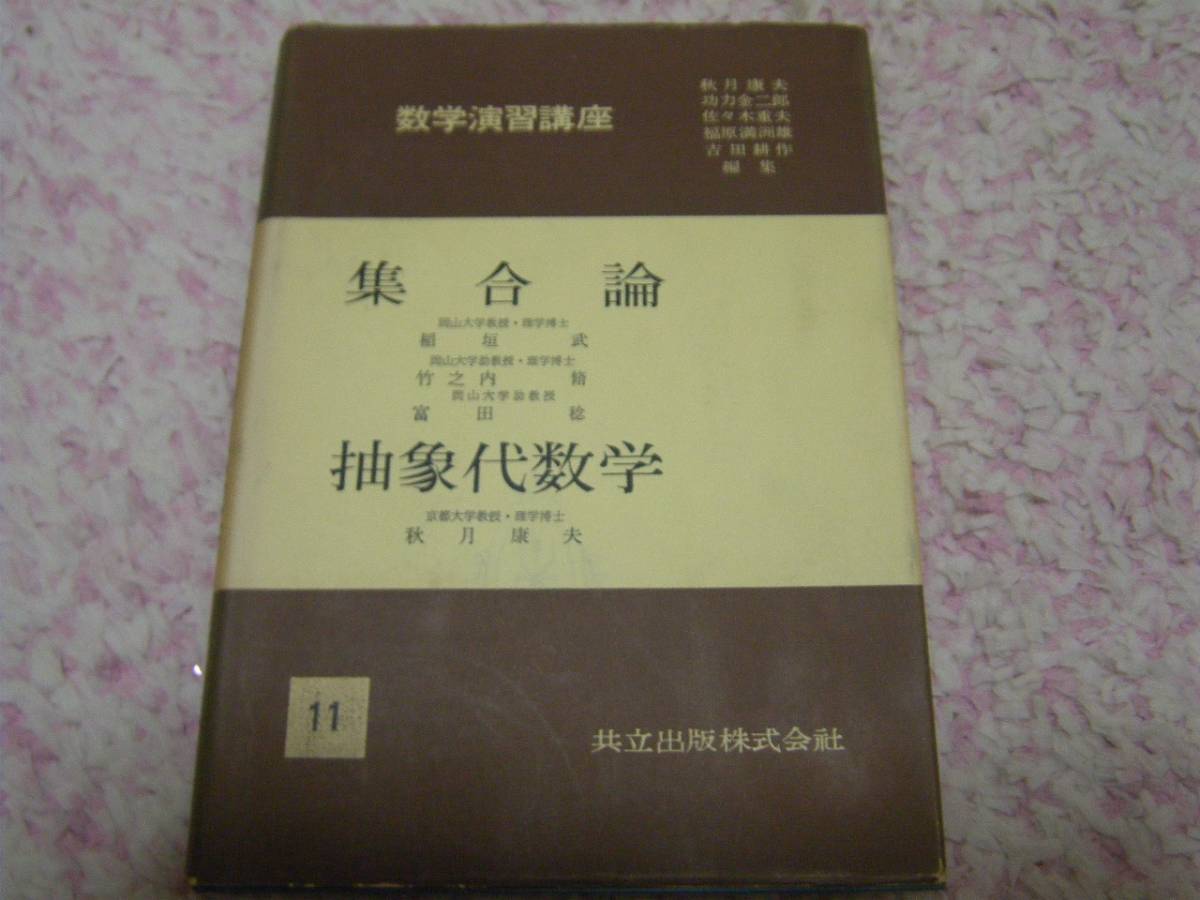 数学演習講座
秋月康夫
功力金二郎
佐々木重夫
福原満洲雄
吉田耕作
編集
集合論
岡山大学教授・理学博士
稲垣武
岡山大学助教授・理学博士
竹之内脩
岡山大学助教授
富田稔
抽象代数学
京都大学教授・理学博士
秋月康夫
11
共立出版株式会社